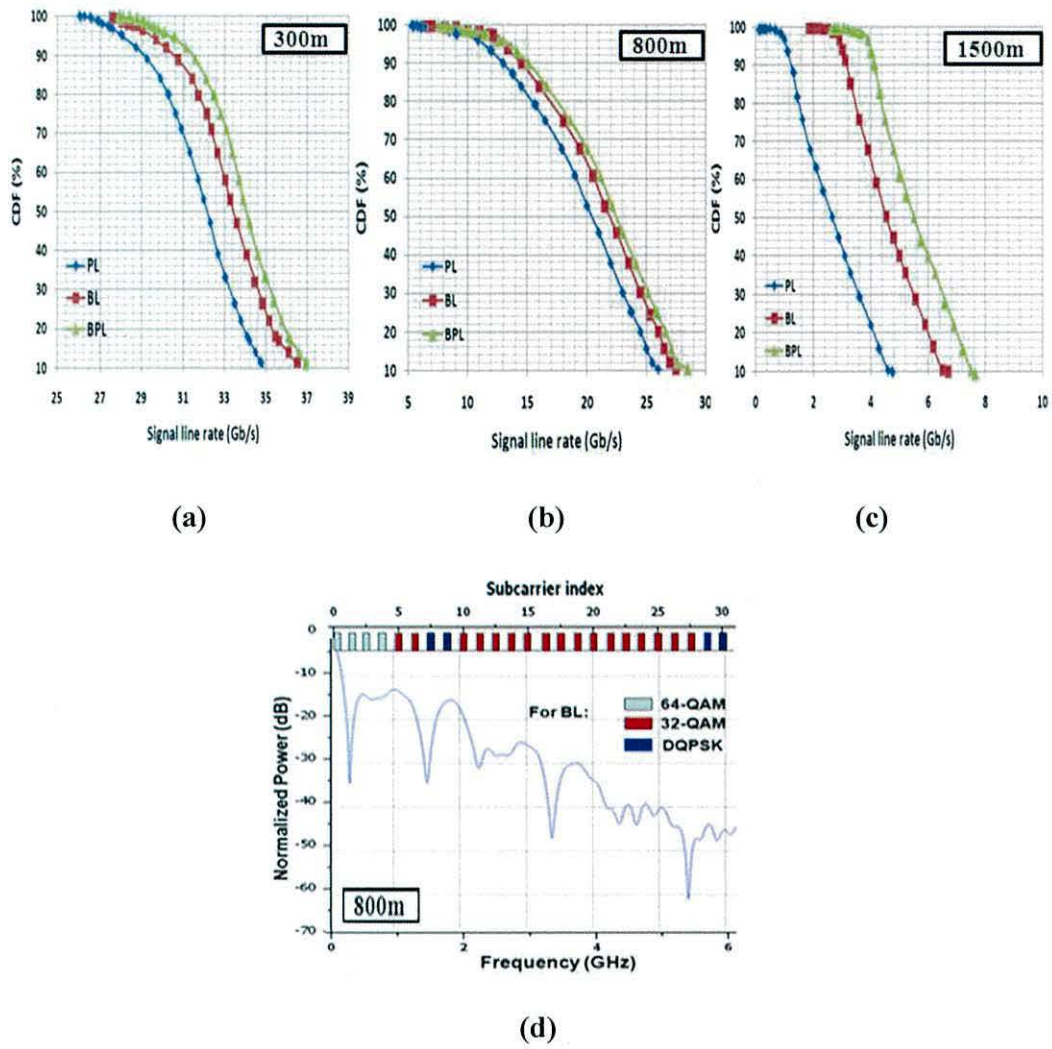 300m
CDF (%)
100
90
80
70
60
50
40
30
20
10
PL
BL
BPL
25 27 29 31 33 35 37 39
Signal line rate (Gb/s)
(a)
800m
CDF (%)
100
90
80
70
60
50
40
30
20
10
PL
BL
BPL
5 10 15 20 25 30
Signal line rate (Gb/s)
(b)
1500m
CDF (%)
100
90
80
70
60
50
40
30
20
10
PL
BL
BPL
0 2 4 6 8 10
Signal line rate (Gb/s)
(c)
Subcarrier index
0 5 10 15 20 25 30
Normalized Power (dB)
0
-10
-20
-30
-40
-50
-60
-70
For BL:
64-QAM
32-QAM
DQPSK
800m
0 2 4 6
Frequency (GHz)
(d)